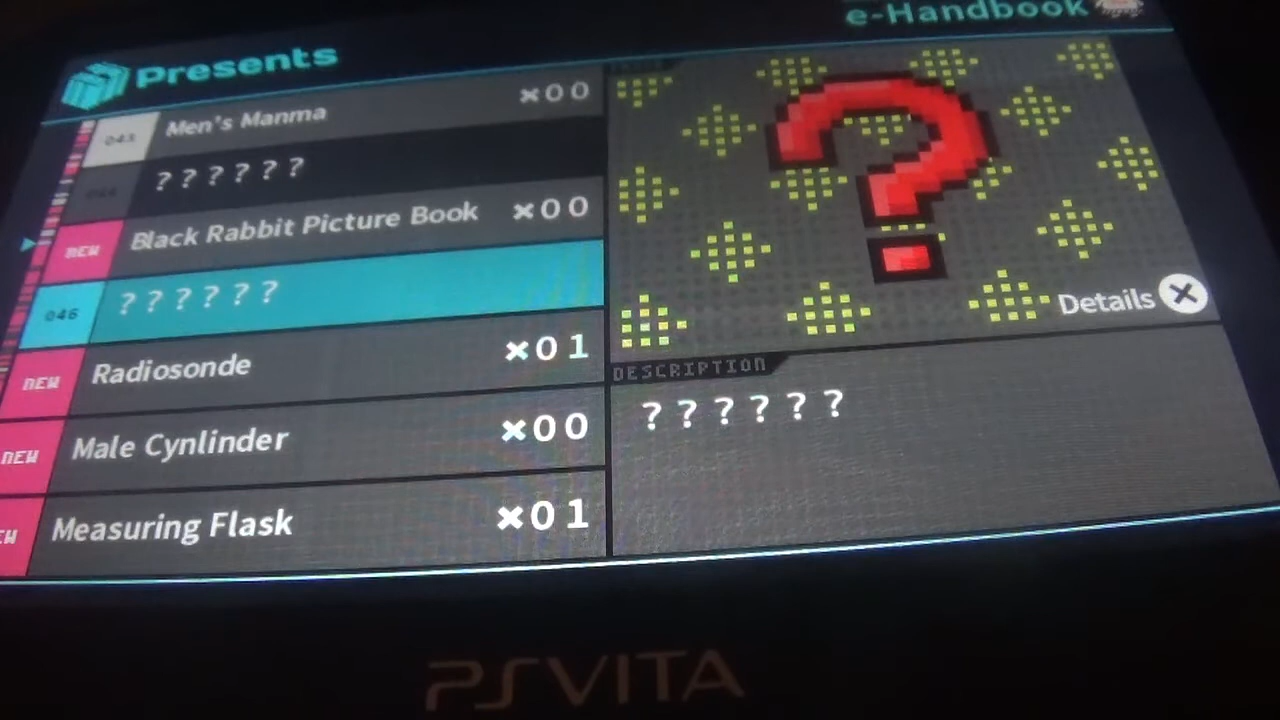 e-Handbook
Presents
043 Men's Manma ×00
??????
NEW Black Rabbit Picture Book ×00
046 ??????
NEW Radiosonde ×01
NEW Male Cynlinder ×00
NEW Measuring Flask ×01
Details
DESCRIPTION
??????
PSVITA